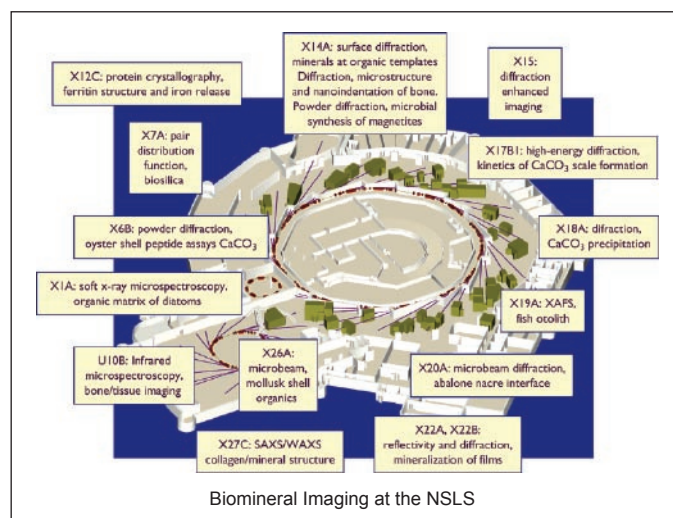 X14A: surface diffraction,
minerals at organic templates
Diffraction, microstructure
and nanoindentation of bone.
Powder diffraction, microbial
synthesis of magnetites
X15:
diffraction
enhanced
imaging
X12C: protein crystallography,
ferritin structure and iron release
X7A: pair
distribution
function,
biosilica
X17B1: high-energy diffraction,
kinetics of CaCO₃ scale formation
X6B: powder diffraction,
oyster shell peptide assays CaCO₃
X18A: difraction,
CaCO₃ precipitation
X1A: soft x-ray microspectroscopy,
organic matrix of diatoms
X19A: XAFS,
fish otolith
U10B: Infrared
microspectroscopy,
bone/tissue imaging
X26A:
microbeam,
mollusk shell
organics
X20A: microbeam diffraction,
abalone nacre interface
X27C: SAXS/WAXS
collagen/mineral structure
X22A, X22B:
reflectivity and diffraction,
mineralization of films
Biomineral Imaging at the NSLS